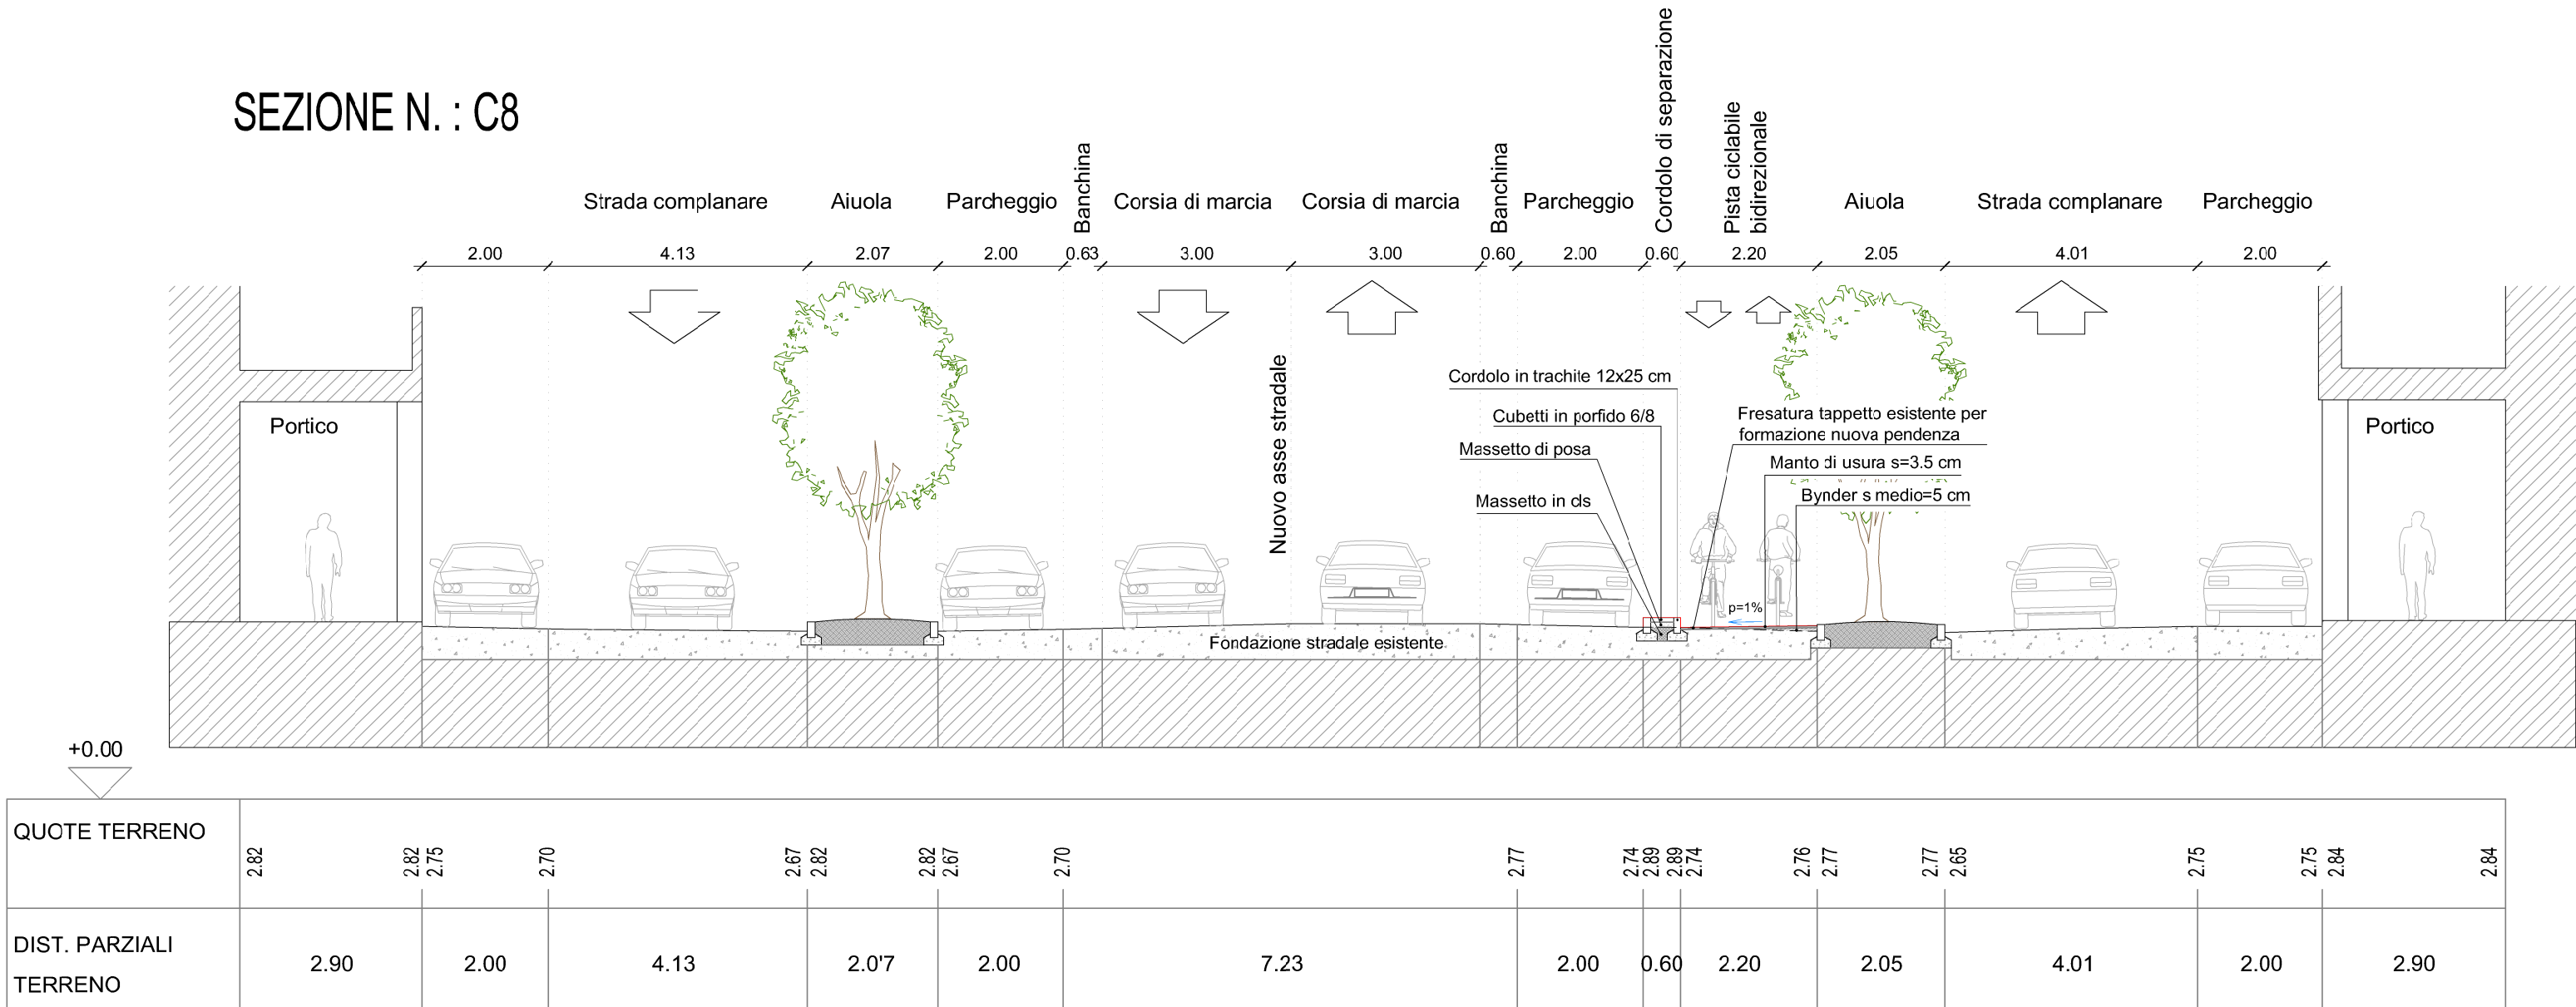 SEZIONE N. : C8
Cordolo di separazione
Pista ciclabile
bidirezionale
Banchina
Banchina
Strada complanare
Aiuola
Parcheggio
Corsia di marcia
Corsia di marcia
Parcheggio
Aiuola
Strada complanare
Parcheggio
2.00
4.13
2.07
2.00
0.63
3.00
3.00
0.60
2.00
0.60
2.20
2.05
4.01
2.00
Nuovo asse stradale
Cordolo in trachite 12x25 cm
Cubetti in porfido 6/8
Massetto di posa
Massetto in cls
Fresatura tappetto esistente per
formazione nuova pendenza
Manto di usura s=3.5 cm
Bynder s medio=5 cm
Portico
Portico
p=1%
Fondazione stradale esistente
+0.00
QUOTE TERRENO
2.82
2.82
2.75
2.70
2.67
2.82
2.82
2.67
2.70
2.77
2.74
2.89
2.89
2.74
2.76
2.77
2.77
2.65
2.75
2.75
2.84
2.84
DIST. PARZIALI
TERRENO
2.90
2.00
4.13
2.0'7
2.00
7.23
2.00
0.60
2.20
2.05
4.01
2.00
2.90